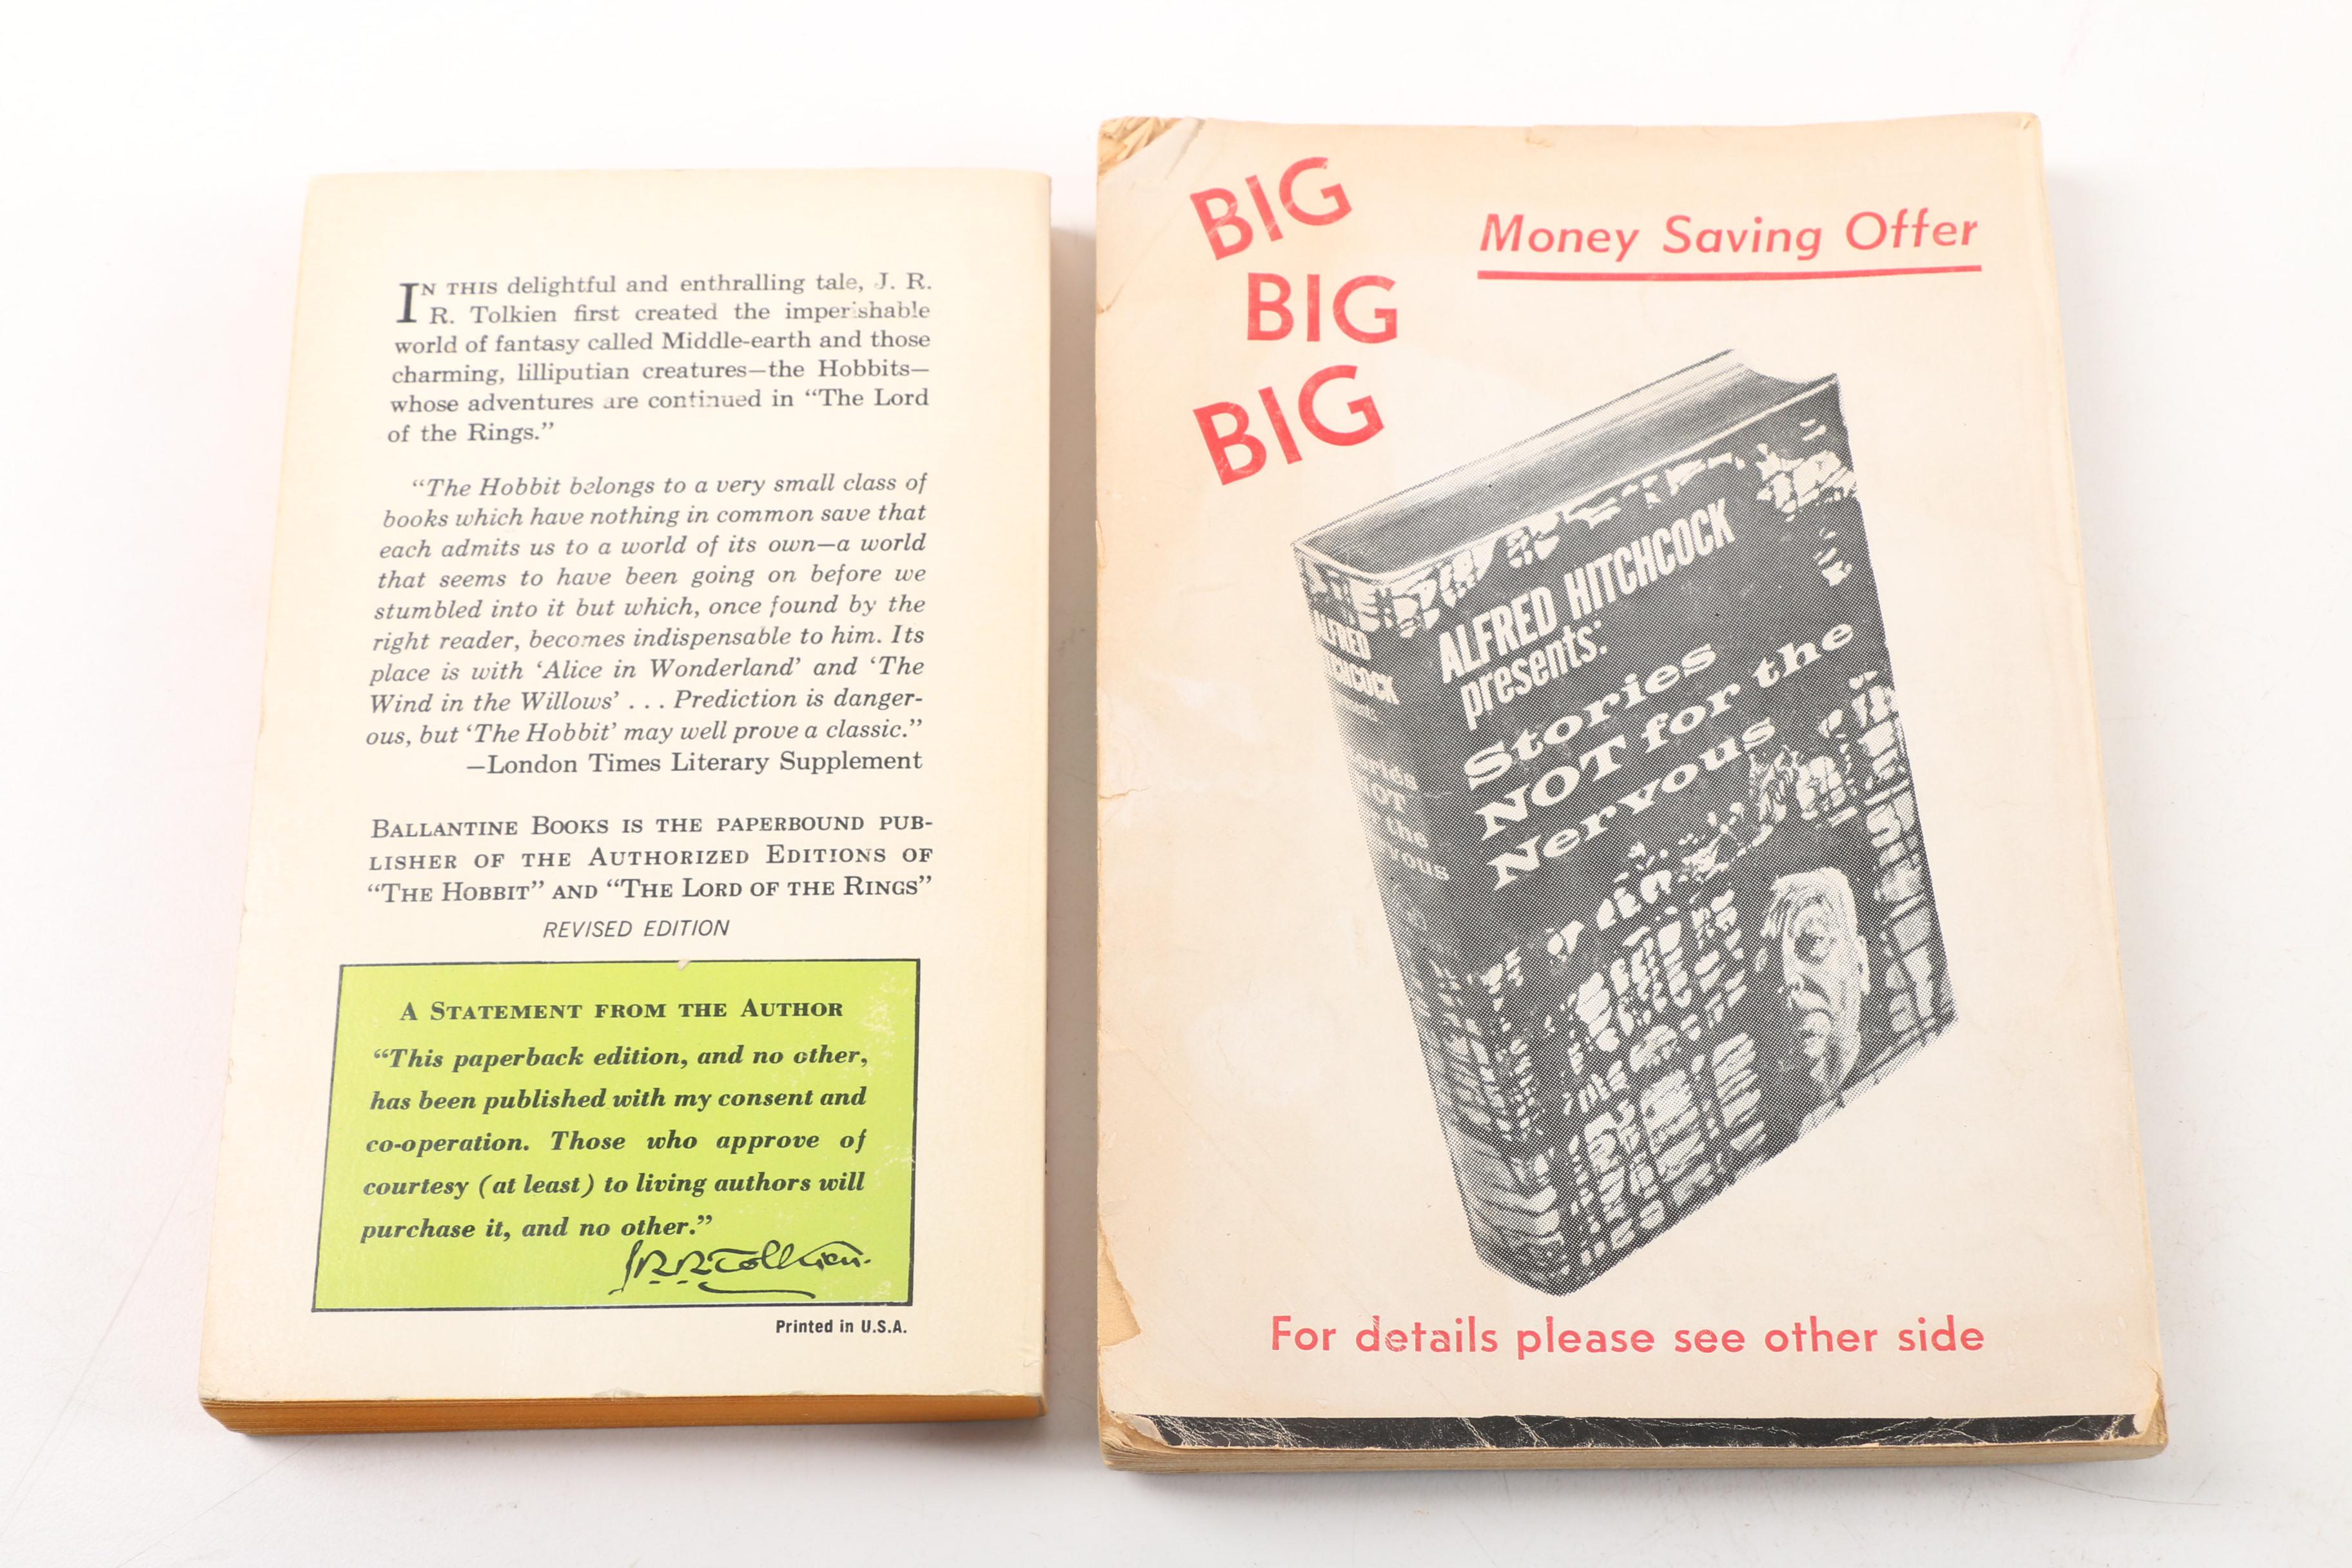 IN THIS delightful and enthralling tale, J. R.
R. Tolkien first created the imperishable
world of fantasy called Middle-earth and those
charming, lilliputian creatures—the Hobbits—
whose adventures are continued in “The Lord
of the Rings.”
“The Hobbit belongs to a very small class of
books which have nothing in common save that
each admits us to a world of its own—a world
that seems to have been going on before we
stumbled into it but which, once found by the
right reader, becomes indispensable to him. Its
place is with ‘Alice in Wonderland’ and ‘The
Wind in the Willows’ . . . Prediction is danger-
ous, but ‘The Hobbit’ may well prove a classic.”
—London Times Literary Supplement
BALLANTINE BOOKS IS THE PAPERBOUND PUB-
LISHER OF THE AUTHORIZED EDITIONS OF
“THE HOBBIT” AND “THE LORD OF THE RINGS”
REVISED EDITION
A STATEMENT FROM THE AUTHOR
“This paperback edition, and no other,
has been published with my consent and
co-operation. Those who approve of
courtesy (at least) to living authors will
purchase it, and no other.”
J.R.R. Tolkien.
Printed in U.S.A.
BIG
BIG
BIG
Money Saving Offer
ALFRED HITCHCOCK
presents:
Stories
NOT for the
Nervous
ALFRED
For details please see other side